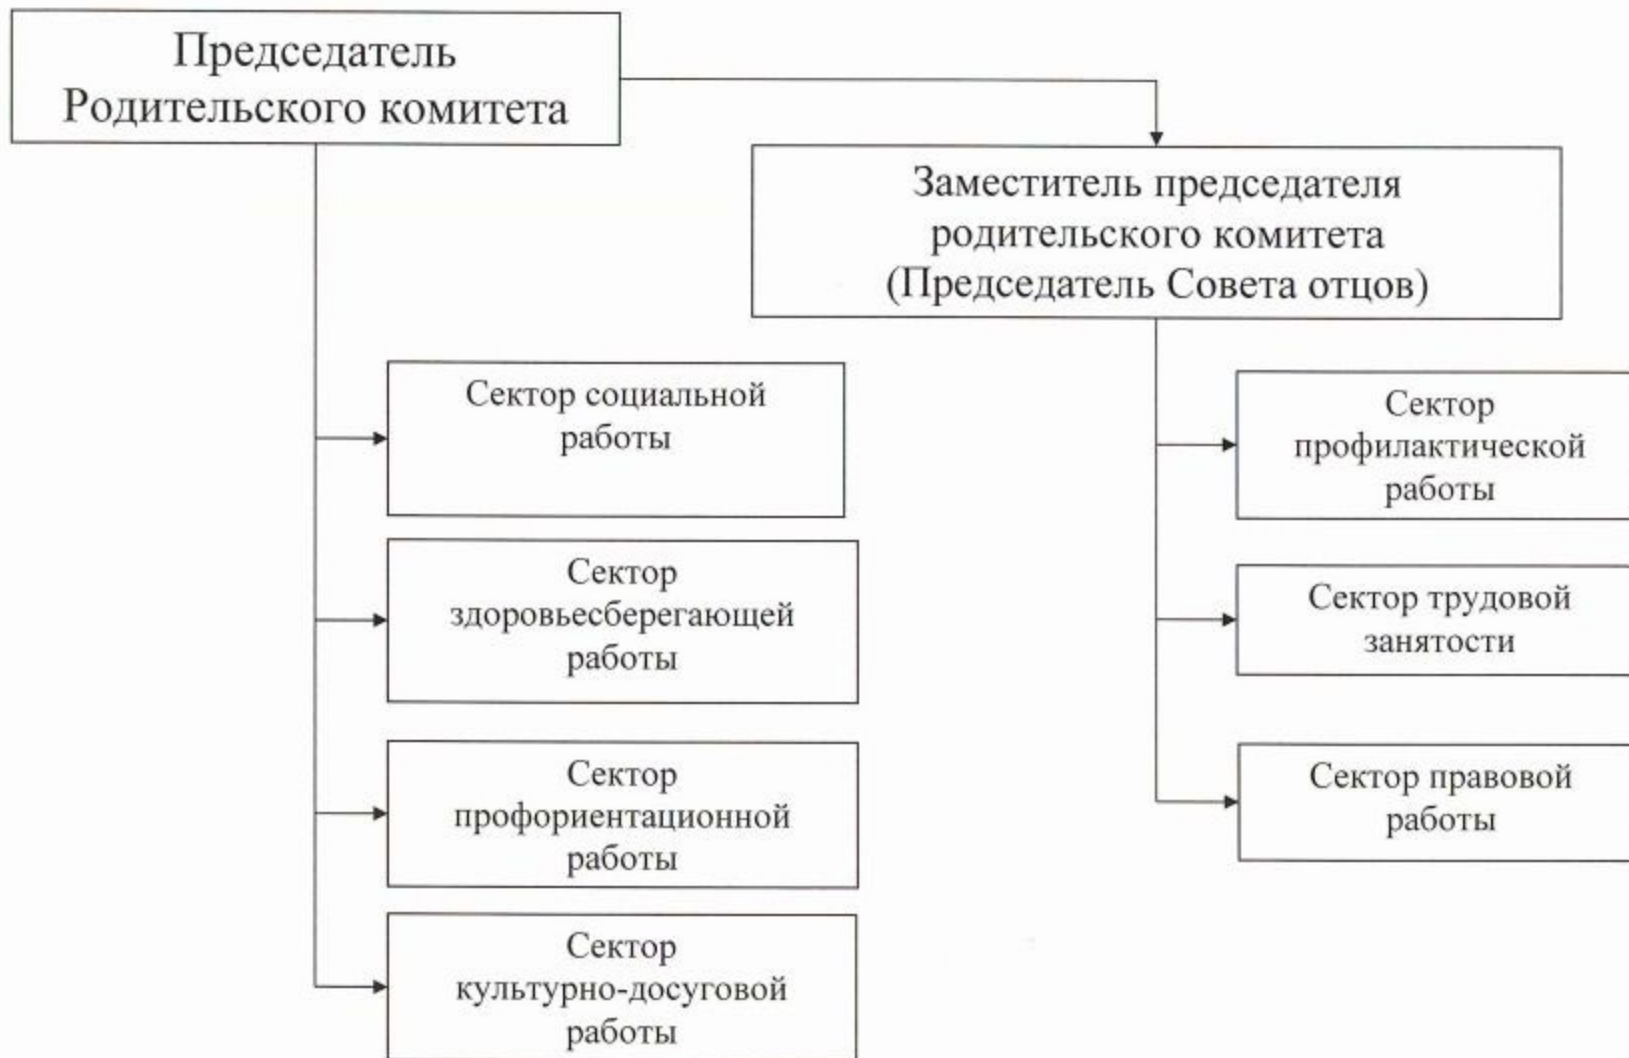 Председатель
Родительского комитета
Заместитель председателя
родительского комитета
(Председатель Совета отцов)
Сектор социальной
работы
Сектор
здоровьесберегающей
работы
Сектор
профориентационной
работы
Сектор
культурно-досуговой
работы
Сектор
профилактической
работы
Сектор трудовой
занятости
Сектор правовой
работы